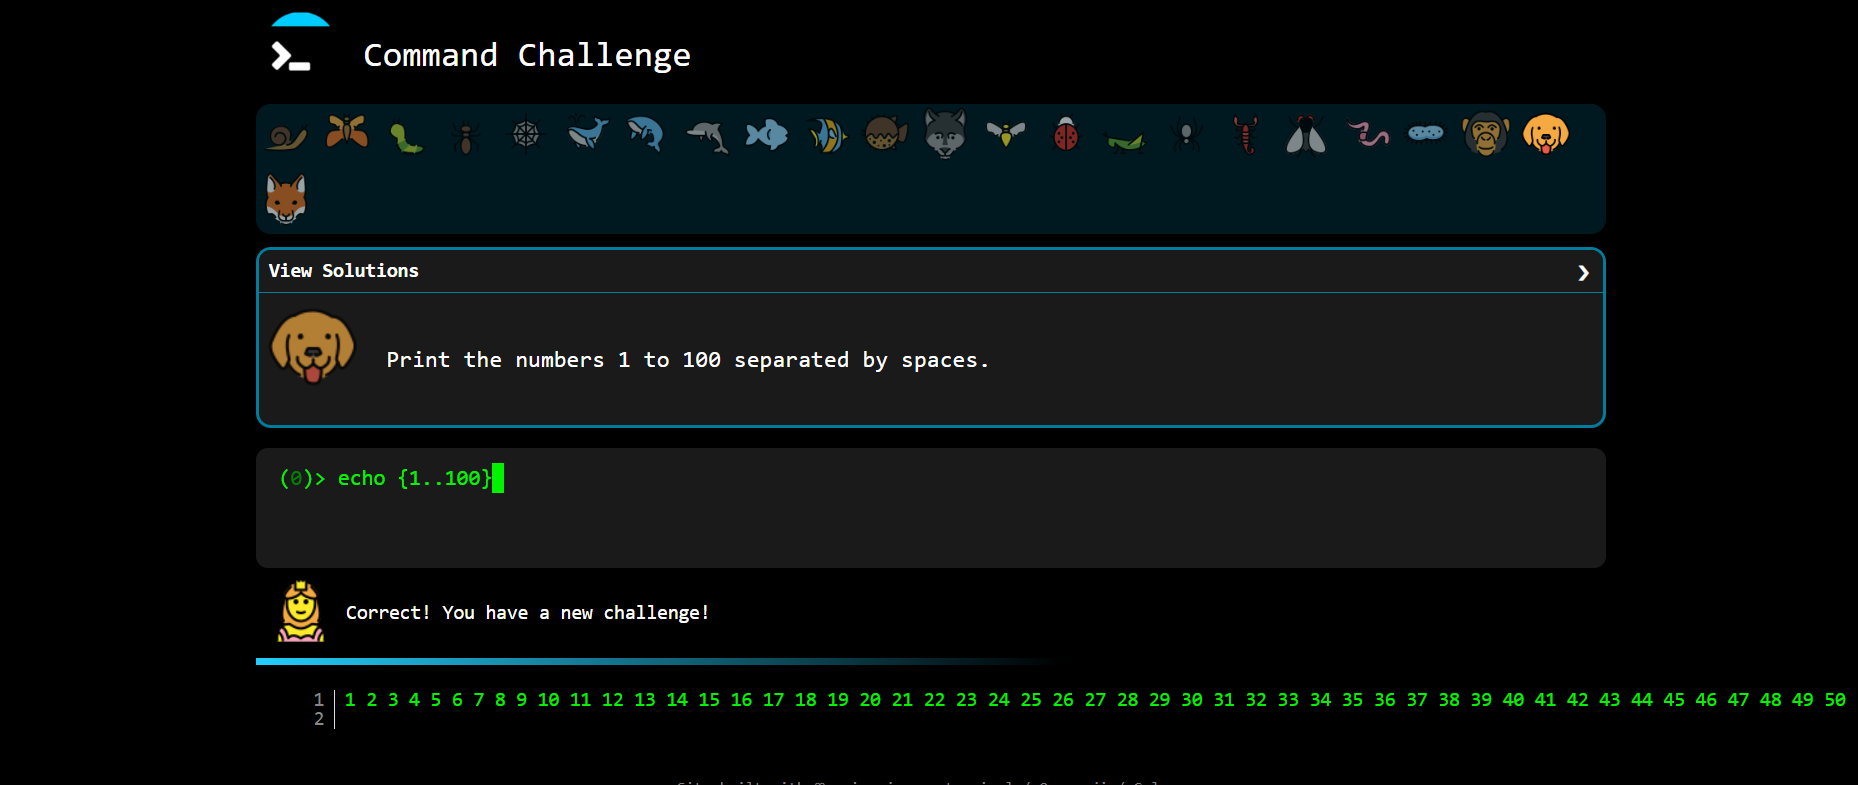 Command Challenge
View Solutions
Print the numbers 1 to 100 separated by spaces.
(0)> echo {1..100}
Correct! You have a new challenge!
1 1 2 3 4 5 6 7 8 9 10 11 12 13 14 15 16 17 18 19 20 21 22 23 24 25 26 27 28 29 30 31 32 33 34 35 36 37 38 39 40 41 42 43 44 45 46 47 48 49 50
2